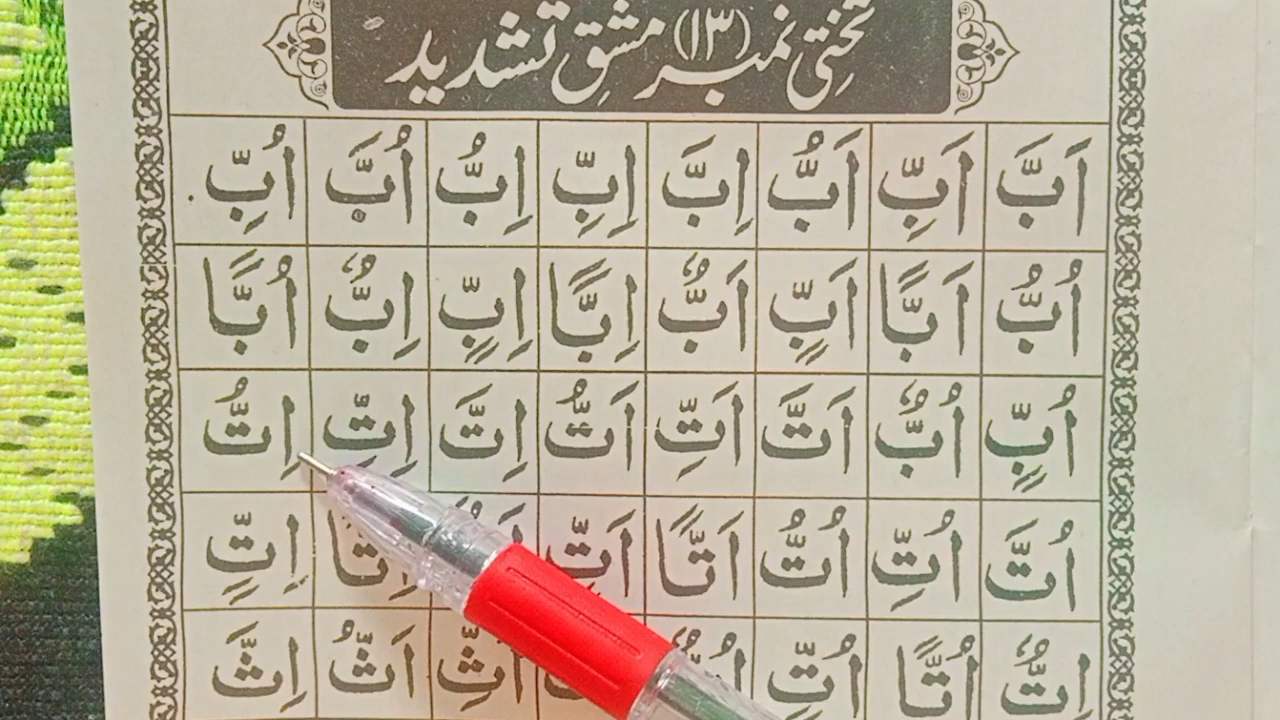 تختی نمبر (۱۳) مشق تشدید
اَبَّ اَبِّ اَبُّ اِبَّ اِبِّ اِبُّ اُبَّ اُبِّ
اُبُّ اَبًّا اَبٍّ اَبٌّ اِبًّا اِبٍّ اِبٌّ اُبًّا
اُبٍّ اُبٌّ اَتَّ اَتِّ اَتُّ اِتَّ اِتِّ اِتُّ
اُتَّ اُتِّ اُتُّ اَتًّا اَتٍّ اِتًّا اِتٍّ
اِتٌّ اُتًّا اُتٍّ اَثِّ اَثُّ اِثَّ